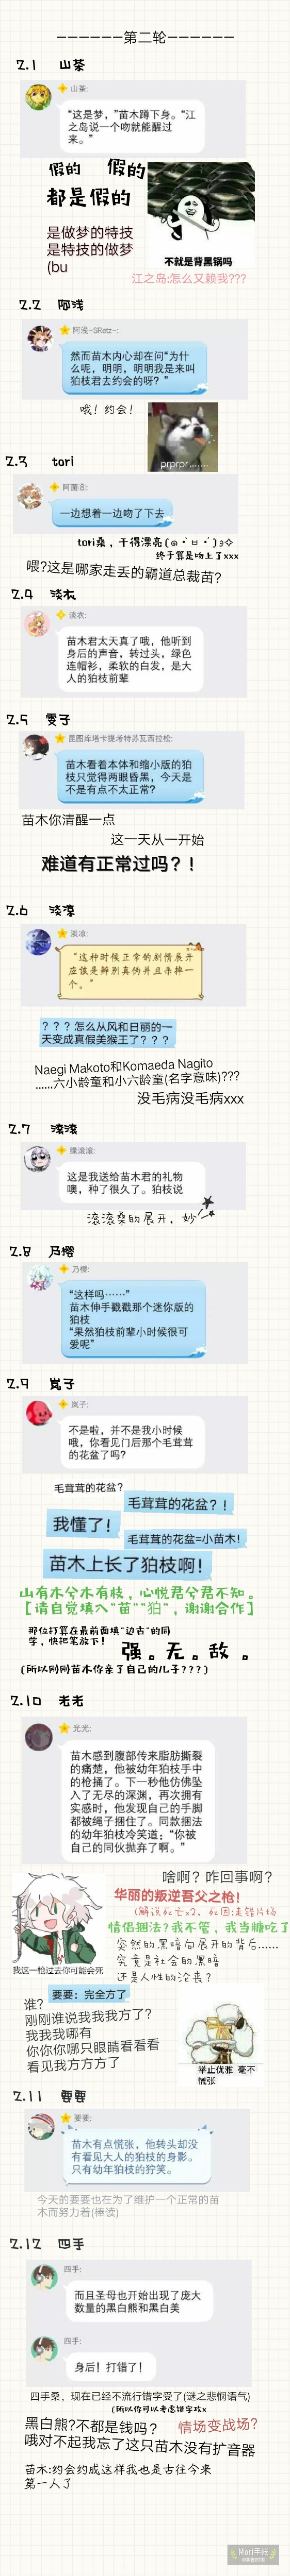 ——————第二轮——————
2.1 山茶
山茶:
“这是梦，”苗木蹲下身。“江
之岛说一个吻就能醒过
来。”
假的 假的
都是假的
是做梦的特技
是特技的做梦
(bu
不就是背黑锅吗
江之岛:怎么又赖我???
2.2 阿浅
阿浅-SRetz-:
然而苗木内心却在问“为什
么呢，明明，明明我是来叫
狛枝君去约会的呀？”
哦！约会！
prprpr......
2.3 tori
一边想着一边吻了下去
tori桑，干得漂亮
终于算是吻上了xxx
喂?这是哪家走丢的霸道总裁苗?
2.4 淡衣
淡衣:
苗木君太天真了哦，他听到
身后的声音，转过头，绿色
连帽衫，柔软的白发，是大
人的狛枝前辈
2.5 雯子
昆图库塔卡提考特苏瓦西拉松:
苗木看着本体和缩小版的狛
枝只觉得两眼昏黑，今天是
不是有点不太正常?
苗木你清醒一点
这一天从一开始
难道有正常过吗？！
2.6 淡凉
淡凉:
“这种时候正常的剧情展开
应该是辨别真伪并且杀掉一
个。”
？？？怎么从风和日丽的一
天变成真假美猴王了？？？
Naegi Makoto和Komaeda Nagito
......六小龄童和小六龄童(名字意味)???
没毛病没毛病xxx
2.7 滚滚
缘滚滚:
这是我送给苗木君的礼物
噢，种了很久了。狛枝说
滚滚桑的展开，妙
2.8 乃樱
乃樱:
“这样吗……”
苗木伸手戳戳那个迷你版的
狛枝
“果然狛枝前辈小时候很可
爱呢”
2.9 岚子
岚子:
不是啦，并不是我小时候
哦，你看见门后那个毛茸茸
的花盆了吗?
毛茸茸的花盆?
毛茸茸的花盆？！
我懂了！
毛茸茸的花盆=小苗木!
苗木上长了狛枝啊！
山有木兮木有枝，心悦君兮君不知。
【请自觉填入“苗”“狛”，谢谢合作】
那位打算在最前面填“边古”的同
学，快把笔放下！
强。无。敌。
(所以刚刚苗木你亲了自己的儿子???)
2.10 老老
光光:
苗木感到腹部传来脂肪撕裂
的痛楚，他被幼年狛枝手中
的枪捅了。下一秒他仿佛坠
入了无尽的深渊，再次拥有
实感时，他发现自己的手脚
都被绳子捆住了。同款捆法
的幼年狛枝冷笑道：“你被
自己的同伙抛弃了啊。”
啥啊？咋回事啊？
华丽的叛逆吾父之枪！
(解说死亡x2，死因:走错片场
情侣捆法?我不管，我当糖吃了
突然的黑暗向展开的背后......
究竟是社会的黑暗
还是人性的沦丧？
我这一枪过去你可能会死
要要：完全方了
谁？
刚刚谁说我我我方了？
我我我哪有
你你你哪只眼睛看看看
看见我方方方了
举止优雅 毫不
慌张
2.11 要要
要要:
苗木有点慌张，他转头却没
有看见大人的狛枝的身影。
只有幼年狛枝的狞笑。
今天的要要也在为了维护一个正常的苗
木而努力着(棒读)
2.12 四手
四手:
而且圣母也开始出现了庞大
数量的黑白熊和黑白美
四手:
身后！打错了！
四手桑，现在已经不流行错字受了(谜之悲悯语气)
(所以你可以考虑错字攻x
黑白熊?不都是钱吗?
情场变战场?
哦对不起我忘了这只苗木没有扩音器
苗木:约会约成这样我也是古往今来
第一人了
Mori手帐